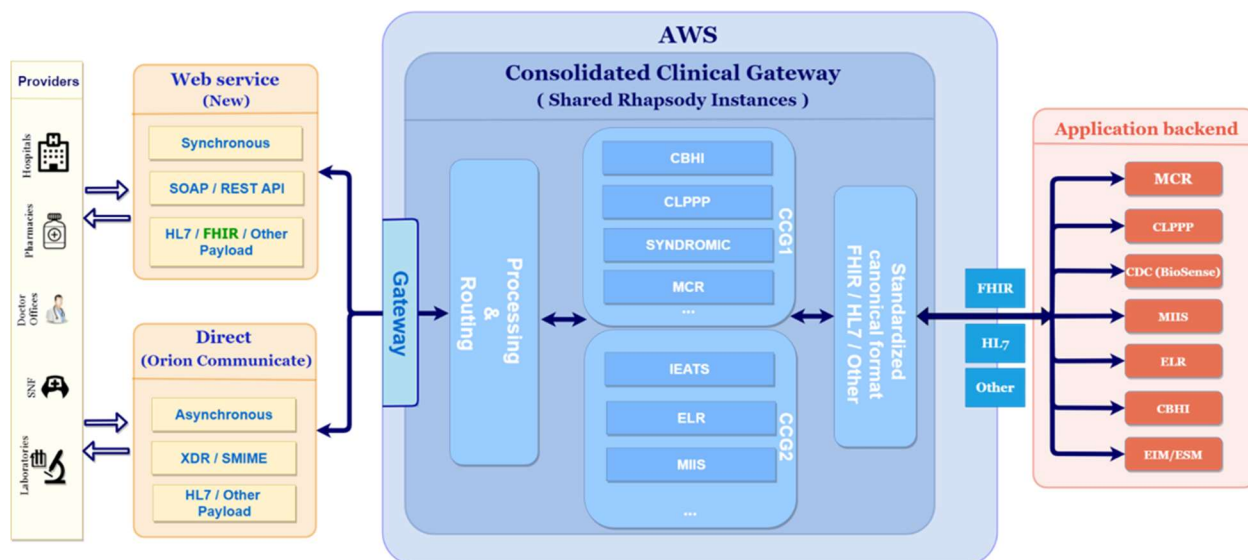 Providers
Hospitals
Pharmacies
Doctor
Offices
SNF
Laboratories
Web service
(New)
Synchronous
SOAP / REST API
HL7 / FHIR / Other
Payload
Direct
(Orion Communicate)
Asynchronous
XDR / SMIME
HL7 / Other
Payload
AWS
Consolidated Clinical Gateway
( Shared Rhapsody Instances )
Gateway
Processing
&
Routing
CBHI
CLPPP
SYNDROMIC
MCR
...
CCG1
IEATS
ELR
MIIS
...
CCG2
Standardized
canonical format
FHIR / HL7 / Other
FHIR
HL7
Other
Application backend
MCR
CLPPP
CDC (BioSense)
MIIS
ELR
CBHI
EIM/ESM